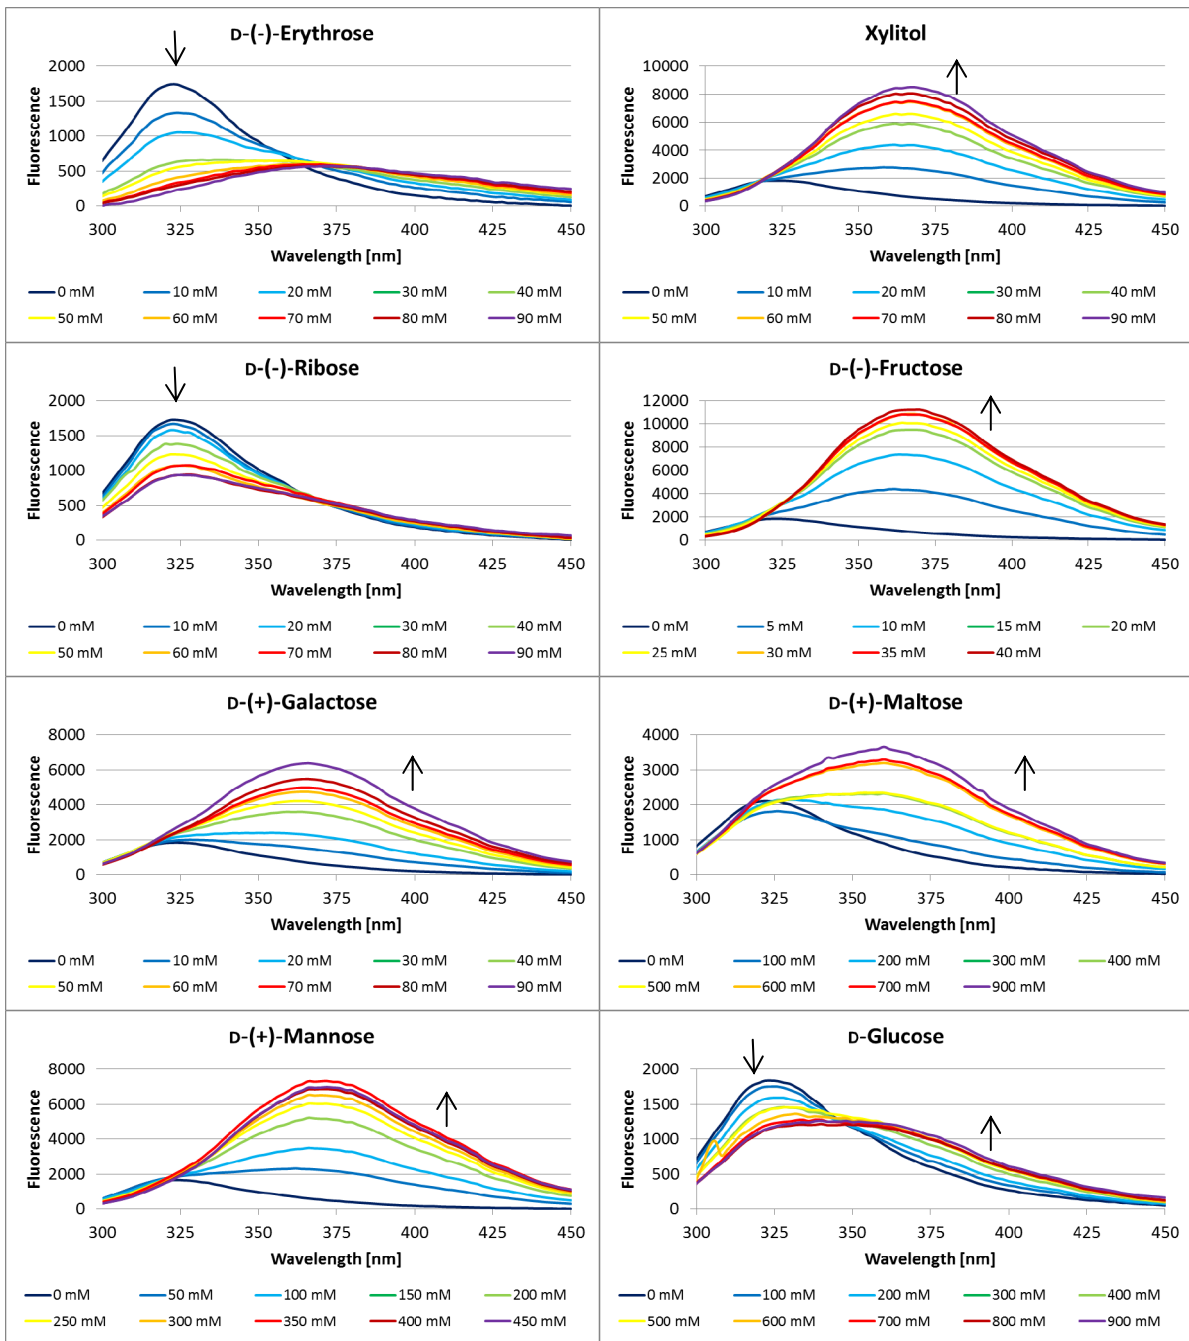 D-(-)-Erythrose
Fluorescence
2000
1500
1000
500
0
300 325 350 375 400 425 450
Wavelength [nm]
0 mM 10 mM 20 mM 30 mM 40 mM
50 mM 60 mM 70 mM 80 mM 90 mM
Xylitol
Fluorescence
10000
8000
6000
4000
2000
0
300 325 350 375 400 425 450
Wavelength [nm]
0 mM 10 mM 20 mM 30 mM 40 mM
50 mM 60 mM 70 mM 80 mM 90 mM
D-(-)-Ribose
Fluorescence
2000
1500
1000
500
0
300 325 350 375 400 425 450
Wavelength [nm]
0 mM 10 mM 20 mM 30 mM 40 mM
50 mM 60 mM 70 mM 80 mM 90 mM
D-(-)-Fructose
Fluorescence
12000
10000
8000
6000
4000
2000
0
300 325 350 375 400 425 450
Wavelength [nm]
0 mM 5 mM 10 mM 15 mM 20 mM
25 mM 30 mM 35 mM 40 mM
D-(+)-Galactose
Fluorescence
8000
6000
4000
2000
0
300 325 350 375 400 425 450
Wavelength [nm]
0 mM 10 mM 20 mM 30 mM 40 mM
50 mM 60 mM 70 mM 80 mM 90 mM
D-(+)-Maltose
Fluorescence
4000
3000
2000
1000
0
300 325 350 375 400 425 450
Wavelength [nm]
0 mM 100 mM 200 mM 300 mM 400 mM
500 mM 600 mM 700 mM 900 mM
D-(+)-Mannose
Fluorescence
8000
6000
4000
2000
0
300 325 350 375 400 425 450
Wavelength [nm]
0 mM 50 mM 100 mM 150 mM 200 mM
250 mM 300 mM 350 mM 400 mM 450 mM
D-Glucose
Fluorescence
2000
1500
1000
500
0
300 325 350 375 400 425 450
Wavelength [nm]
0 mM 100 mM 200 mM 300 mM 400 mM
500 mM 600 mM 700 mM 800 mM 900 mM